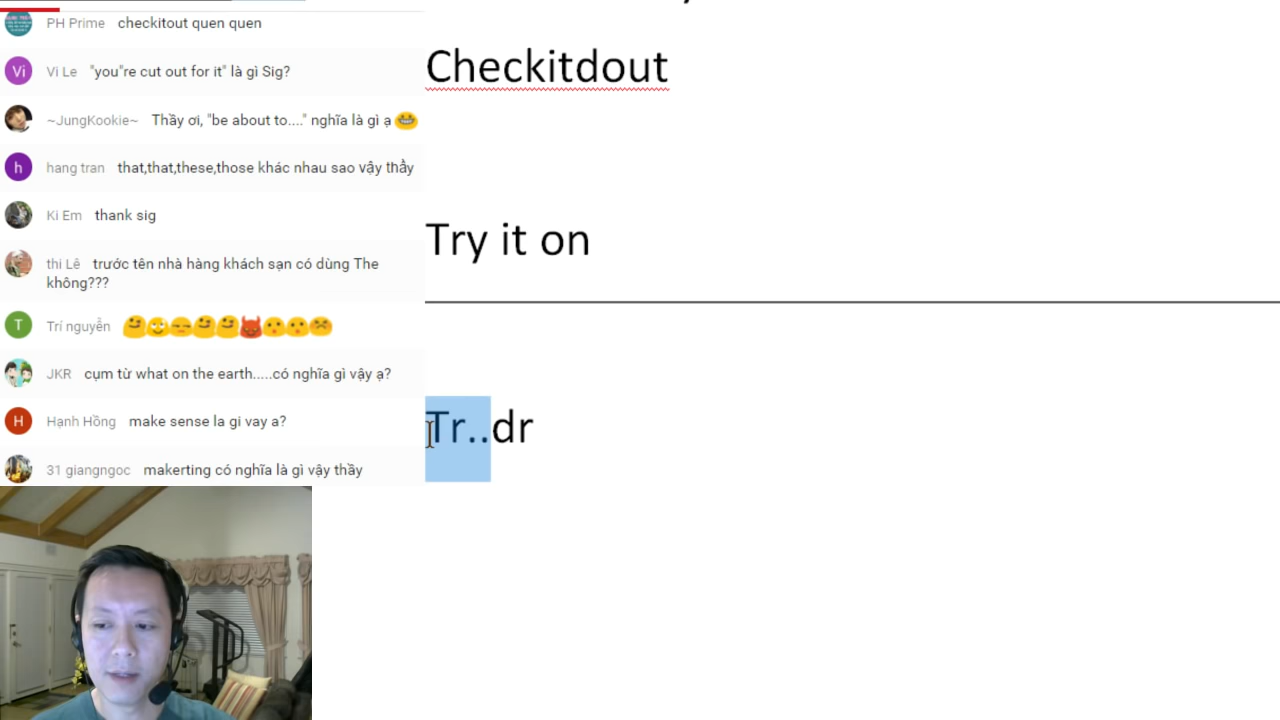 PH Prime checkitout quen quen
Vi Vi Le "you"re cut out for it" là gì Sig?
~JungKookie~ Thầy ơi, "be about to...." nghĩa là gì ạ
h hang tran that,that,these,those khác nhau sao vậy thầy
Ki Em thank sig
thi Lê trước tên nhà hàng khách sạn có dùng The
không???
T Trí nguyễn
JKR cụm từ what on the earth.....có nghĩa gì vậy ạ?
H Hạnh Hồng make sense la gi vay a?
31 giangngoc makerting có nghĩa là gì vậy thầy
Checkitdout
Try it on
Tr..dr